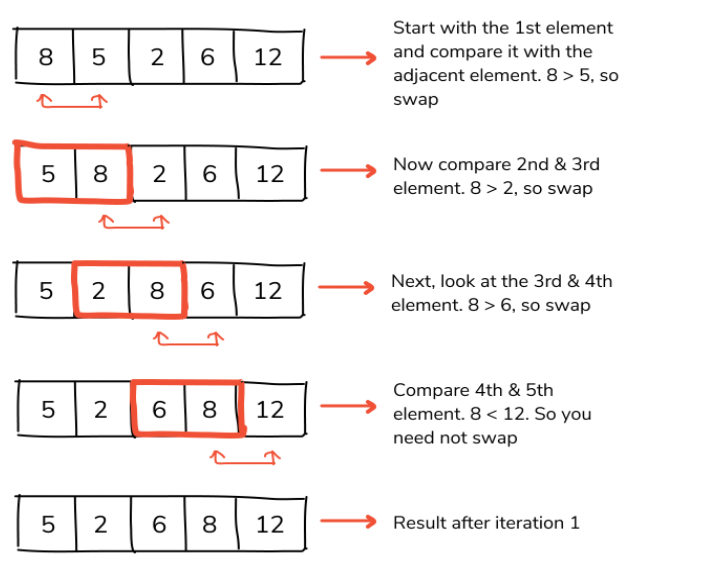 8 5 2 6 12
Start with the 1st element
and compare it with the
adjacent element. 8 > 5, so
swap
5 8 2 6 12
Now compare 2nd & 3rd
element. 8 > 2, so swap
5 2 8 6 12
Next, look at the 3rd & 4th
element. 8 > 6, so swap
5 2 6 8 12
Compare 4th & 5th
element. 8 < 12. So you
need not swap
5 2 6 8 12
Result after iteration 1